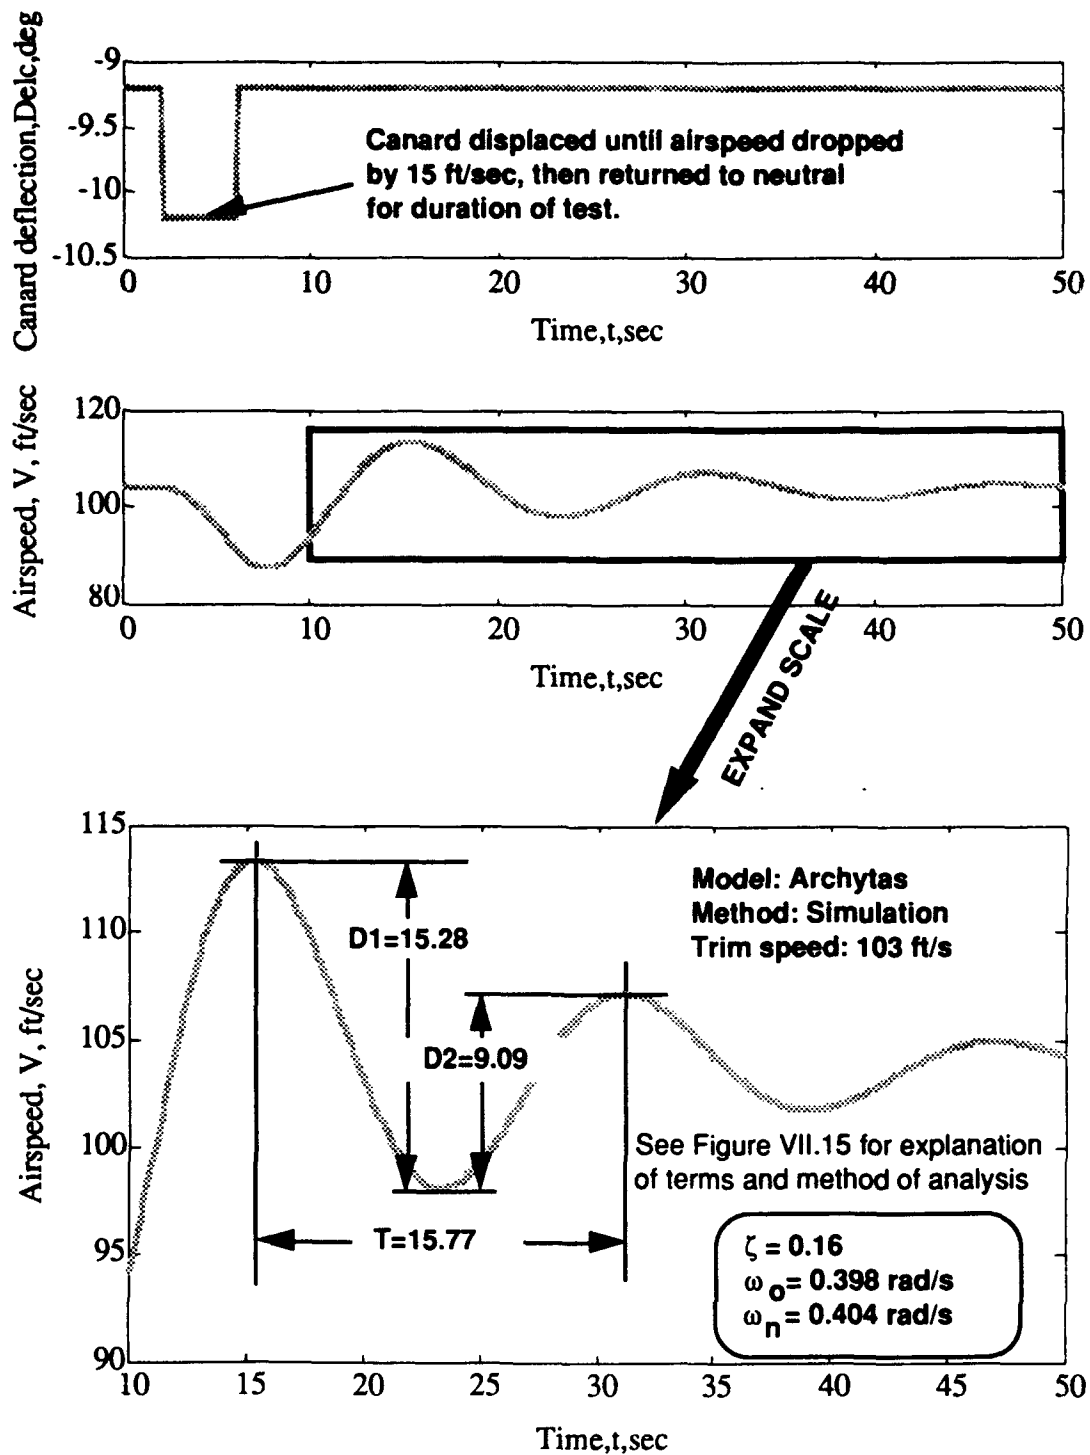 Canard deflection,Delc,deg
-9
-9.5
-10
-10.5
0
10
20
30
40
50
Canard displaced until airspeed dropped
by 15 ft/sec, then returned to neutral
for duration of test.
Time,t,sec
Airspeed, V, ft/sec
120
100
80
0
10
20
30
40
50
Time,t,sec
EXPAND SCALE
Airspeed, V, ft/sec
115
110
105
100
95
90
10
15
20
25
30
35
40
45
50
Model: Archytas
Method: Simulation
Trim speed: 103 ft/s
D1=15.28
D2=9.09
See Figure VII.15 for explanation
of terms and method of analysis
T=15.77
ζ = 0.16
ω o= 0.398 rad/s
ω n= 0.404 rad/s
Time,t,sec